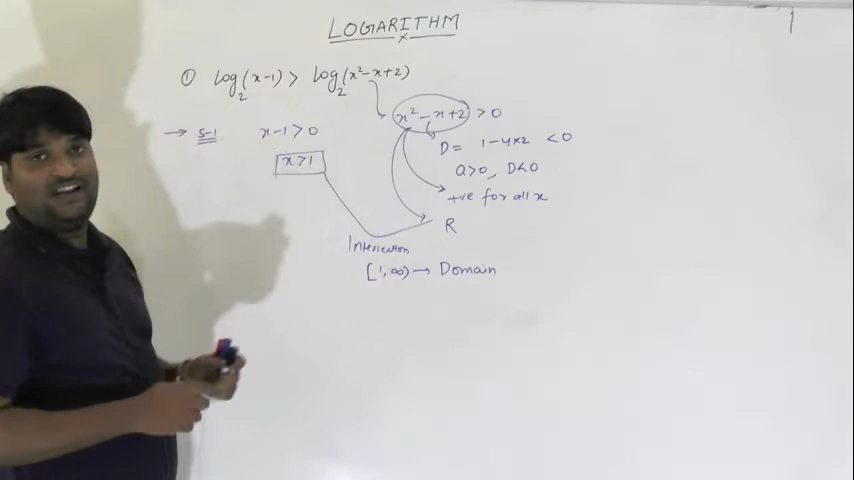 LOGARITHM
① log₂(x-1) > log₂(x²-x+2)
x²-x+2 > 0
→ S-1 x-1>0
D = 1-4×2 <0
x>1
a>0, D<0
+ve for all x
R
Intersection
[1,∞) → Domain